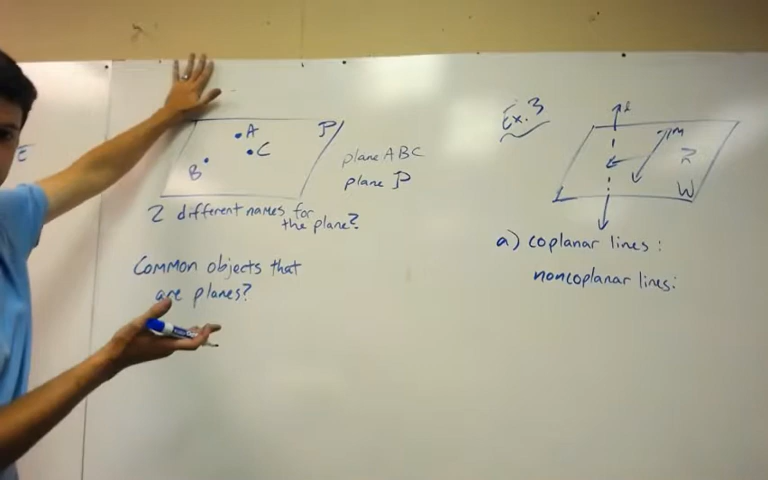 A
C
B
P
plane ABC
plane P
2 different names for
the plane?
Common objects that
are planes?
Ex. 3
m
W
a) coplanar lines:
noncoplanar lines: